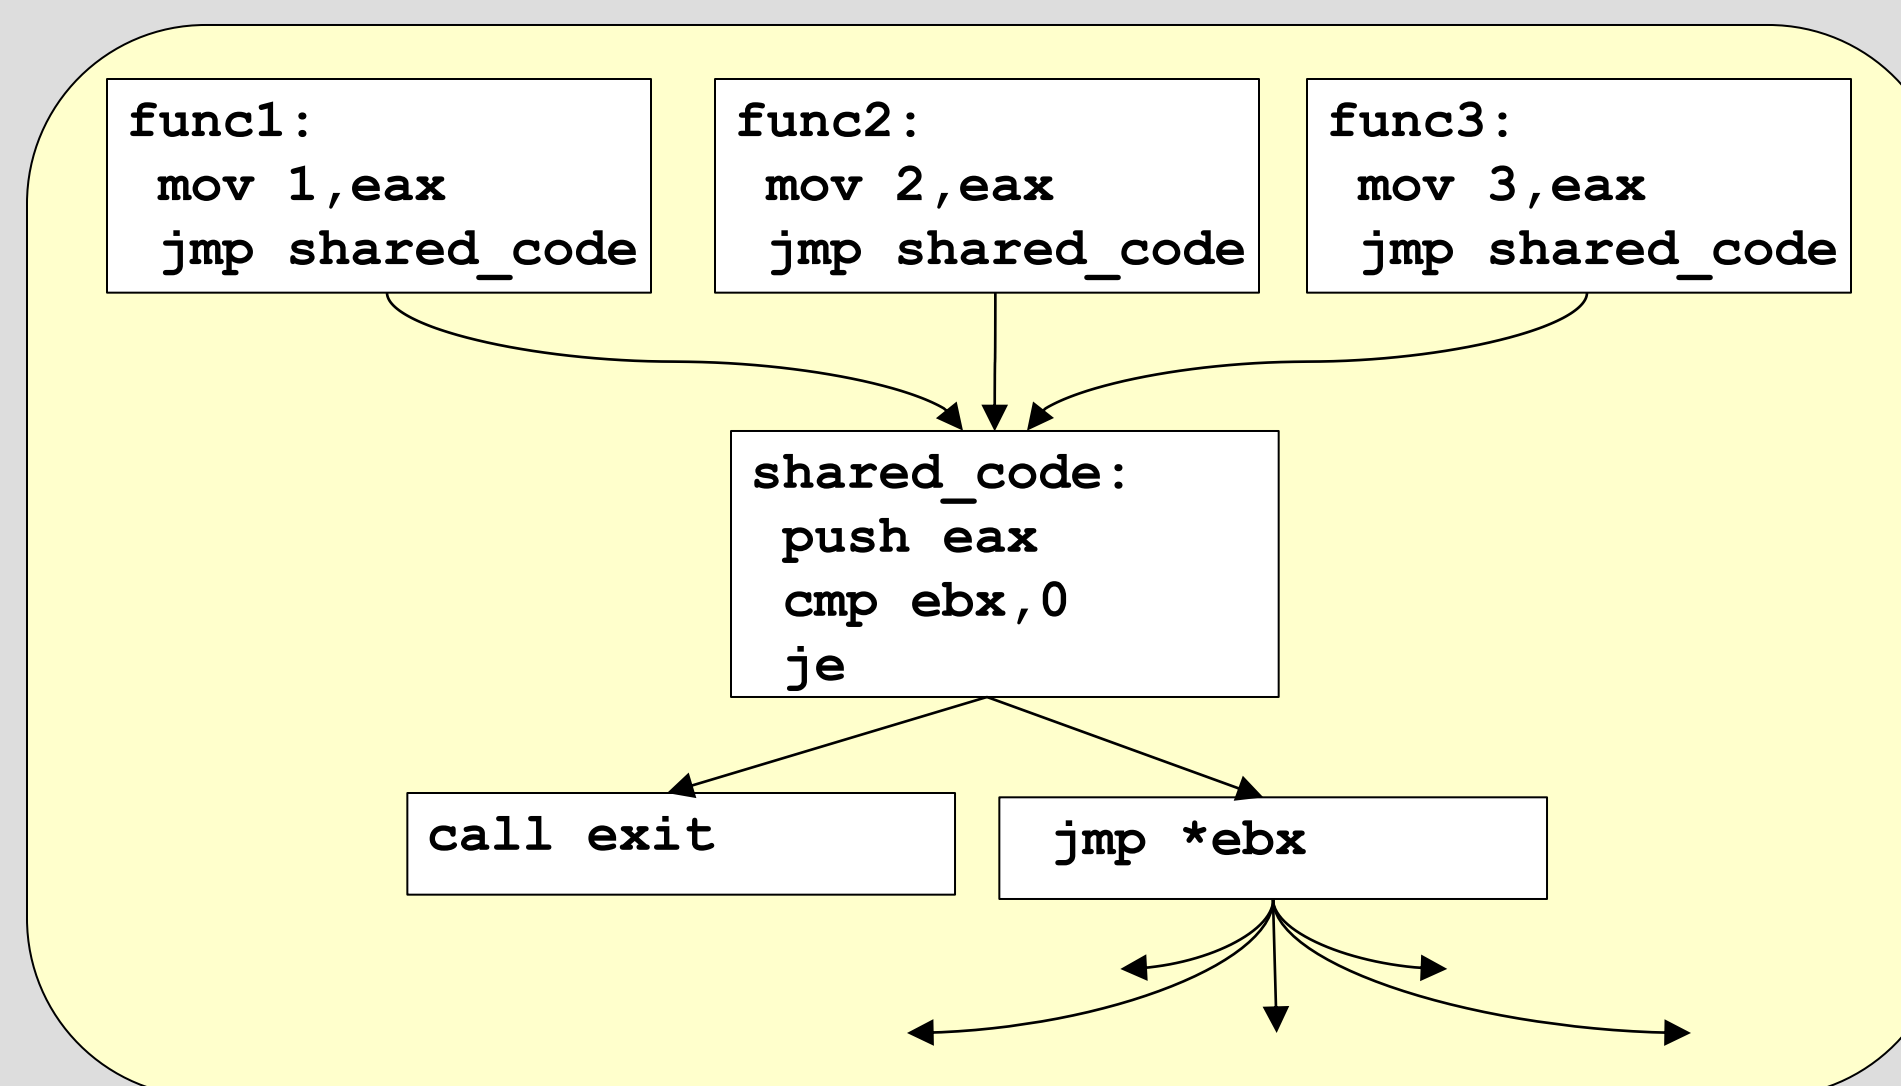 func1:
mov 1,eax
jmp shared_code
func2:
mov 2,eax
jmp shared_code
func3:
mov 3,eax
jmp shared_code
shared_code:
push eax
cmp ebx,0
je
call exit
jmp *ebx